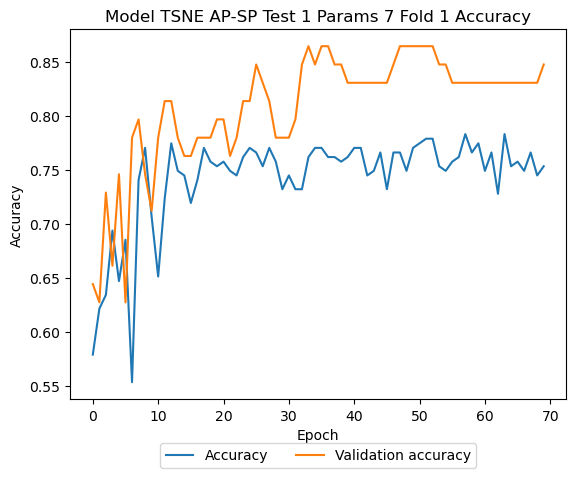 Model TSNE AP-SP Test 1 Params 7 Fold 1 Accuracy
0.85
0.80
0.75
0.70
0.65
0.60
0.55
Accuracy
0 10 20 30 40 50 60 70
Epoch
Accuracy Validation accuracy